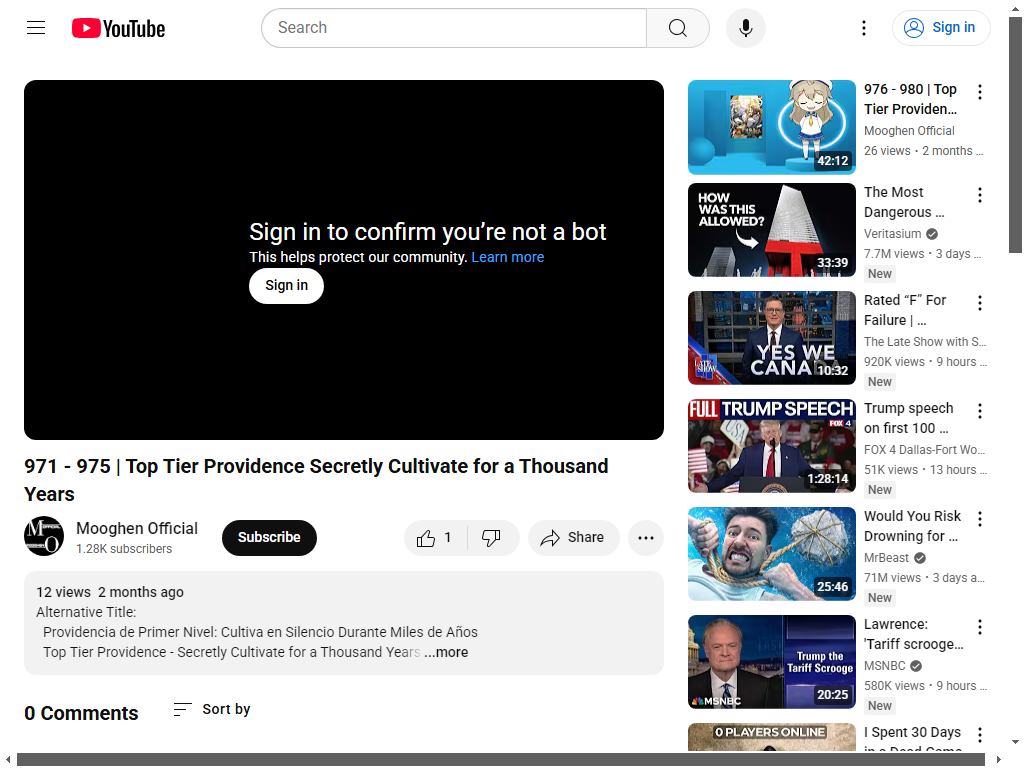 YouTube
Search
Sign in
Sign in to confirm you’re not a bot
This helps protect our community. Learn more
Sign in
971 - 975 | Top Tier Providence Secretly Cultivate for a Thousand
Years
Mooghen Official
1.28K subscribers
Subscribe
1
Share
12 views 2 months ago
Alternative Title:
Providencia de Primer Nivel: Cultiva en Silencio Durante Miles de Años
Top Tier Providence - Secretly Cultivate for a Thousand Years ...more
0 Comments
Sort by
42:12
976 - 980 | Top
Tier Providen...
Mooghen Official
26 views • 2 months ...
HOW
WAS THIS
ALLOWED?
33:39
The Most
Dangerous ...
Veritasium
7.7M views • 3 days ...
New
LATE SHOW
YES WE
CANADA
10:32
Rated “F” For
Failure | ...
The Late Show with S...
920K views • 9 hours ...
New
FULL TRUMP SPEECH
FOX 4
USA
1:28:14
Trump speech
on first 100 ...
FOX 4 Dallas-Fort Wo...
51K views • 13 hours ...
New
25:46
Would You Risk
Drowning for ...
MrBeast
71M views • 3 days a...
New
Trump the
Tariff Scrooge
MSNBC
20:25
Lawrence:
'Tariff scrooge...
MSNBC
580K views • 9 hours ...
New
0 PLAYERS ONLINE
I Spent 30 Days
in a Dead Game